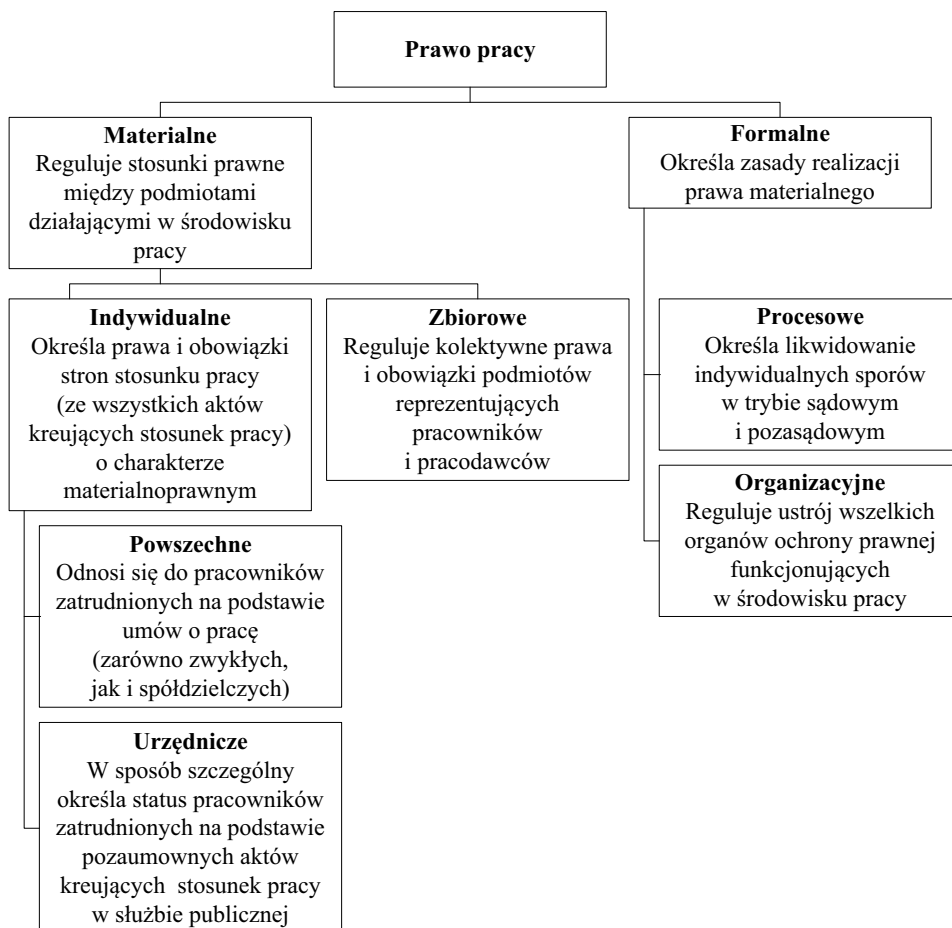 Prawo pracy
Materialne
Reguluje stosunki prawne
między podmiotami
działającymi w środowisku
pracy
Formalne
Określa zasady realizacji
prawa materialnego
Indywidualne
Określa prawa i obowiązki
stron stosunku pracy
(ze wszystkich aktów
kreujących stosunek pracy)
o charakterze
materialnoprawnym
Zbiorowe
Reguluje kolektywne prawa
i obowiązki podmiotów
reprezentujących
pracowników
i pracodawców
Procesowe
Określa likwidowanie
indywidualnych sporów
w trybie sądowym
i pozasądowym
Organizacyjne
Reguluje ustrój wszelkich
organów ochrony prawnej
funkcjonujących
w środowisku pracy
Powszechne
Odnosi się do pracowników
zatrudnionych na podstawie
umów o pracę
(zarówno zwykłych,
jak i spółdzielczych)
Urzędnicze
W sposób szczególny
określa status pracowników
zatrudnionych na podstawie
pozaumownych aktów
kreujących stosunek pracy
w służbie publicznej